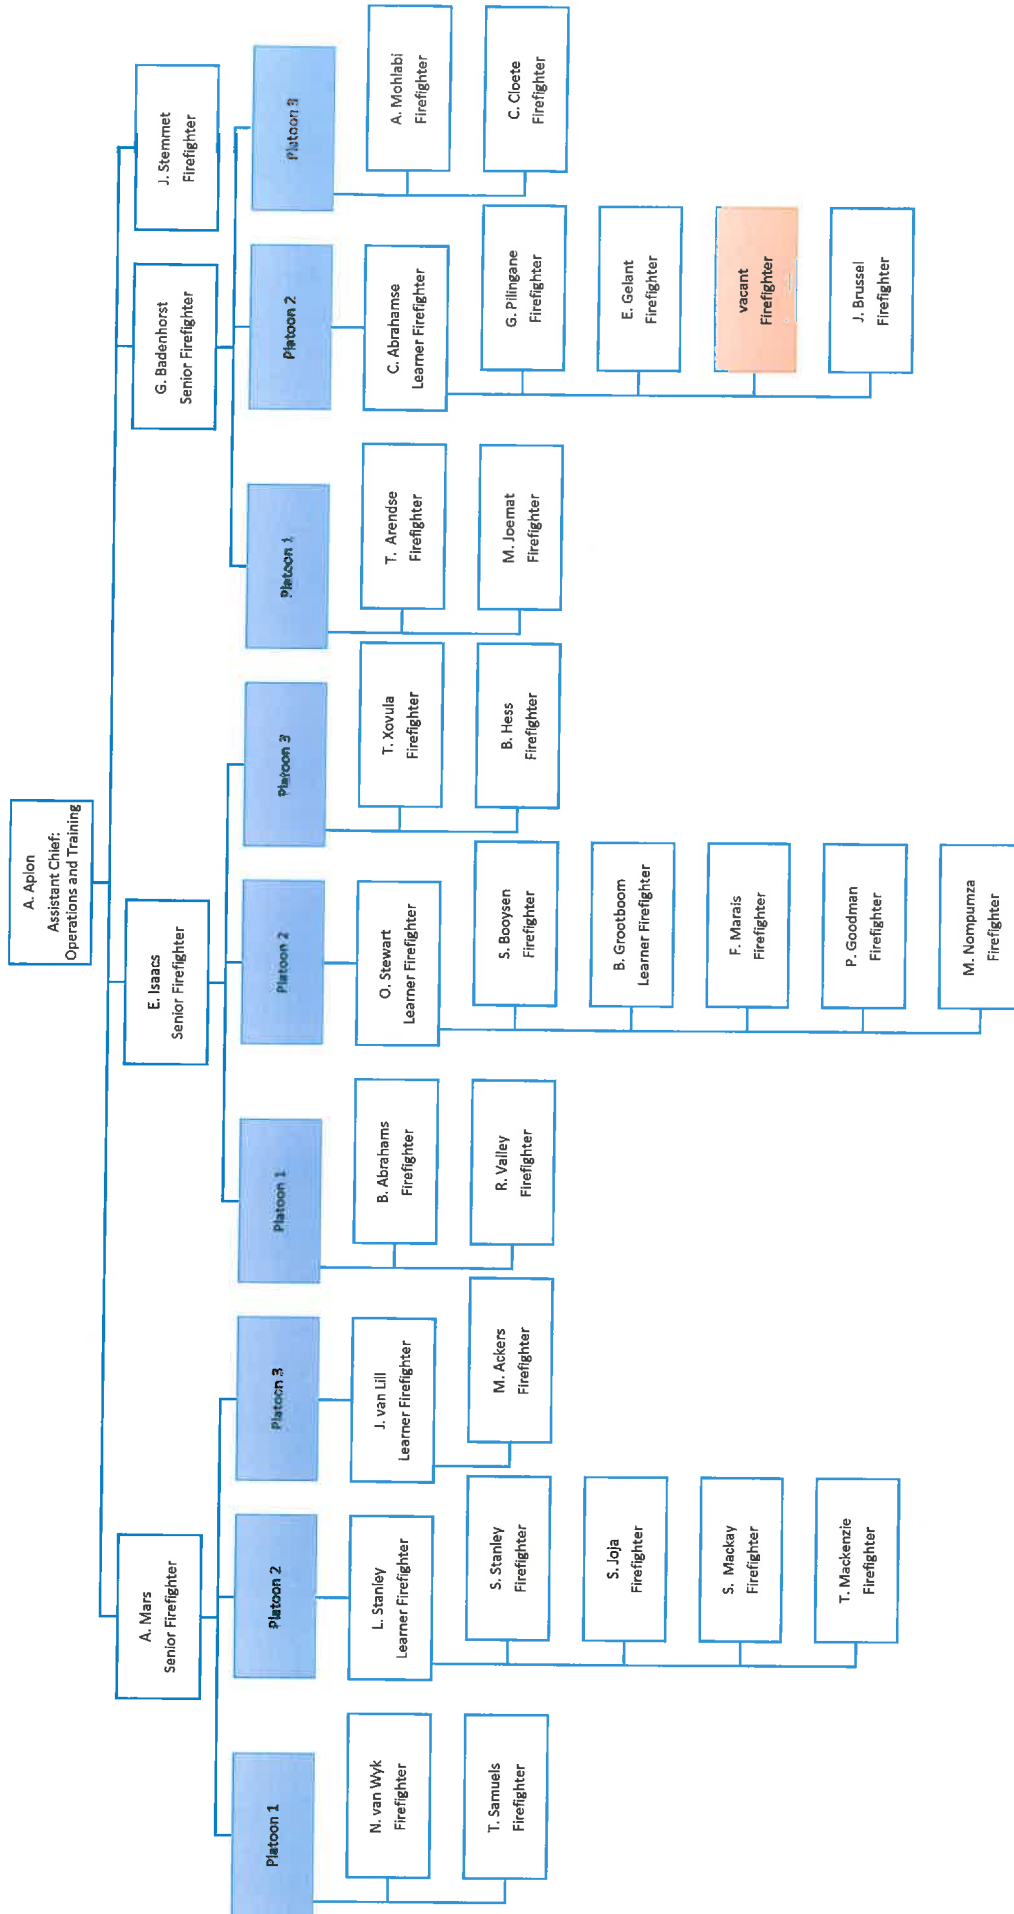 A. Aplon
Assistant Chief:
Operations and Training
A. Mars
Senior Firefighter
E. Isaacs
Senior Firefighter
G. Badenhorst
Senior Firefighter
J. Stemmet
Firefighter
Platoon 1
N. van Wyk
Firefighter
T. Samuels
Firefighter
Platoon 2
L. Stanley
Learner Firefighter
S. Stanley
Firefighter
S. Joja
Firefighter
S. Mackay
Firefighter
T. Mackenzie
Firefighter
Platoon 3
J. van Lill
Learner Firefighter
M. Ackers
Firefighter
Platoon 1
B. Abrahams
Firefighter
R. Vailey
Firefighter
Platoon 2
O. Stewart
Learner Firefighter
S. Booysen
Firefighter
B. Grootboom
Learner Firefighter
F. Marais
Firefighter
P. Goodman
Firefighter
M. Nompumza
Firefighter
Platoon 3
T. Xovula
Firefighter
B. Hess
Firefighter
Platoon 1
T. Arendse
Firefighter
M. Joemat
Firefighter
Platoon 2
C. Abrahamse
Learner Firefighter
G. Pilingane
Firefighter
E. Gelant
Firefighter
vacant
Firefighter
J. Brussel
Firefighter
Platoon 3
A. Mohlabi
Firefighter
C. Cloete
Firefighter